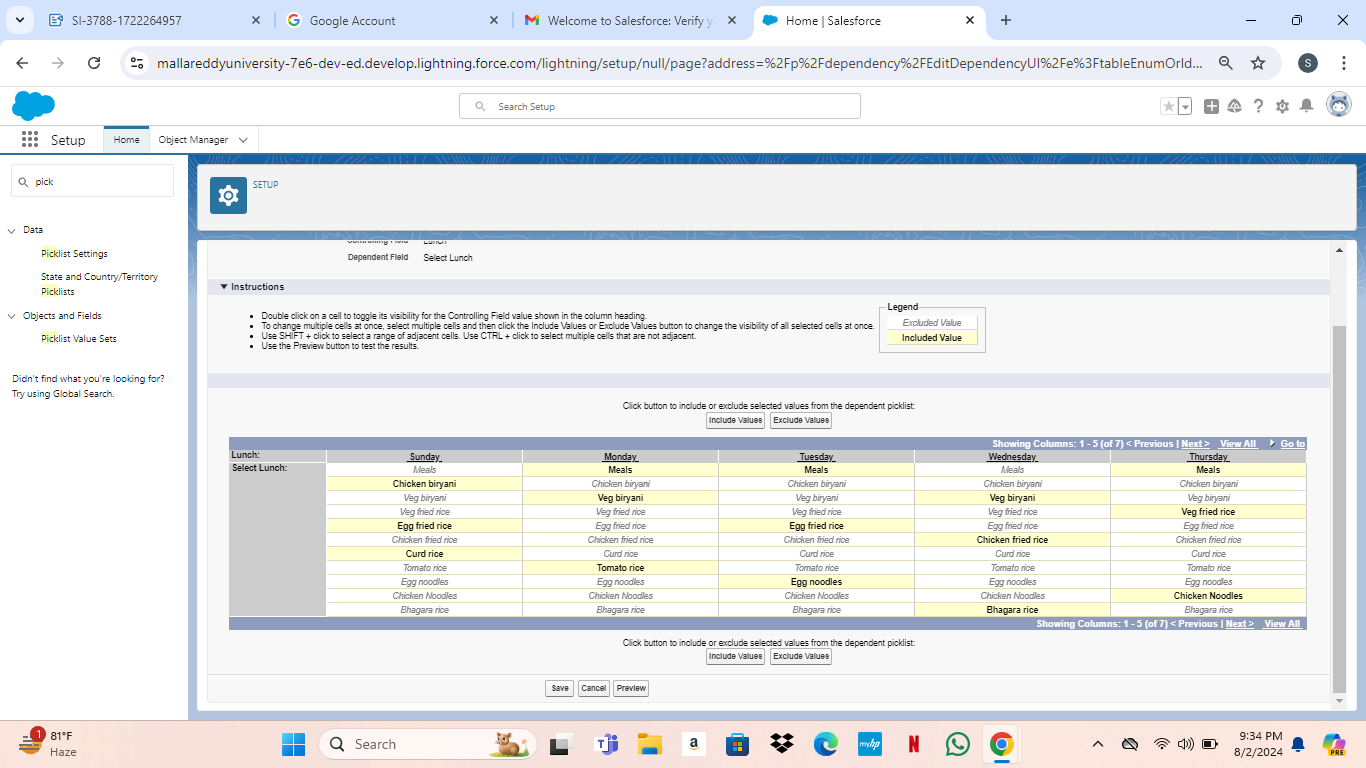 SI-3788-1722264957
Google Account
Welcome to Salesforce: Verify y
Home | Salesforce
mallareddyuniversity-7e6-dev-ed.develop.lightning.force.com/lightning/setup/null/page?address=%2Fp%2Fdependency%2FEditDependencyUI%2Fe%3FtableEnumOrId...
S
Search Setup
Setup
Home
Object Manager
pick
Data
Picklist Settings
State and Country/Territory
Picklists
Objects and Fields
Picklist Value Sets
Didn't find what you're looking for?
Try using Global Search.
SETUP
Controlling Field Lunch
Dependent Field Select Lunch
Instructions
Double click on a cell to toggle its visibility for the Controlling Field value shown in the column heading.
To change multiple cells at once, select multiple cells and then click the Include Values or Exclude Values button to change the visibility of all selected cells at once.
Use SHIFT + click to select a range of adjacent cells. Use CTRL + click to select multiple cells that are not adjacent.
Use the Preview button to test the results.
Legend
Excluded Value
Included Value
Click button to include or exclude selected values from the dependent picklist:
Include Values Exclude Values
Showing Columns: 1 - 5 (of 7) < Previous | Next > View All Go to
Lunch: Sunday Monday Tuesday Wednesday Thursday
Select Lunch: Meals Meals Meals Meals Meals
Chicken biryani Chicken biryani Chicken biryani Chicken biryani Chicken biryani
Veg biryani Veg biryani Veg biryani Veg biryani Veg biryani
Veg fried rice Veg fried rice Veg fried rice Veg fried rice Veg fried rice
Egg fried rice Egg fried rice Egg fried rice Egg fried rice Egg fried rice
Chicken fried rice Chicken fried rice Chicken fried rice Chicken fried rice Chicken fried rice
Curd rice Curd rice Curd rice Curd rice Curd rice
Tomato rice Tomato rice Tomato rice Tomato rice Tomato rice
Egg noodles Egg noodles Egg noodles Egg noodles Egg noodles
Chicken Noodles Chicken Noodles Chicken Noodles Chicken Noodles Chicken Noodles
Bhagara rice Bhagara rice Bhagara rice Bhagara rice Bhagara rice
Showing Columns: 1 - 5 (of 7) < Previous | Next > View All
Click button to include or exclude selected values from the dependent picklist:
Include Values Exclude Values
Save Cancel Preview
1
81°F
Haze
Search
a
myhp
N
9:34 PM
8/2/2024
PRE